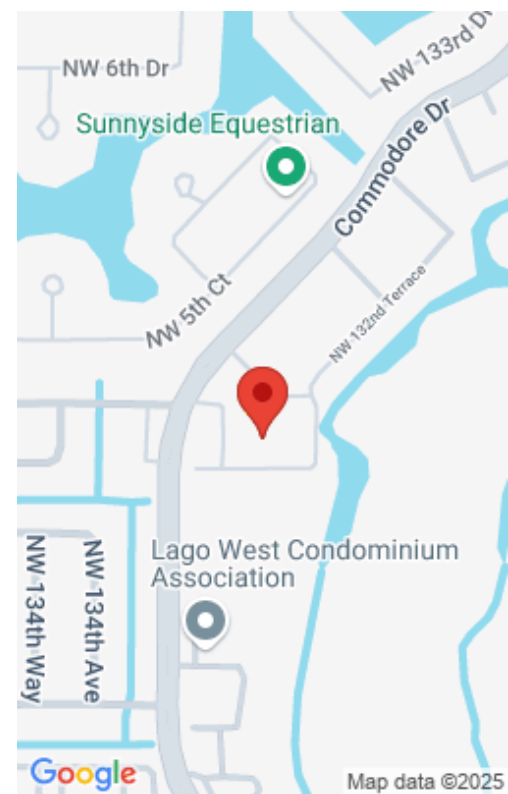 NW 6th Dr
NW 133rd Dr
Sunnyside Equestrian
Commodore Dr
NW 5th Ct
NW 132nd Terrace
Lago West Condominium
Association
NW 134th Way
NW 134th Ave
Google
Map data ©2025